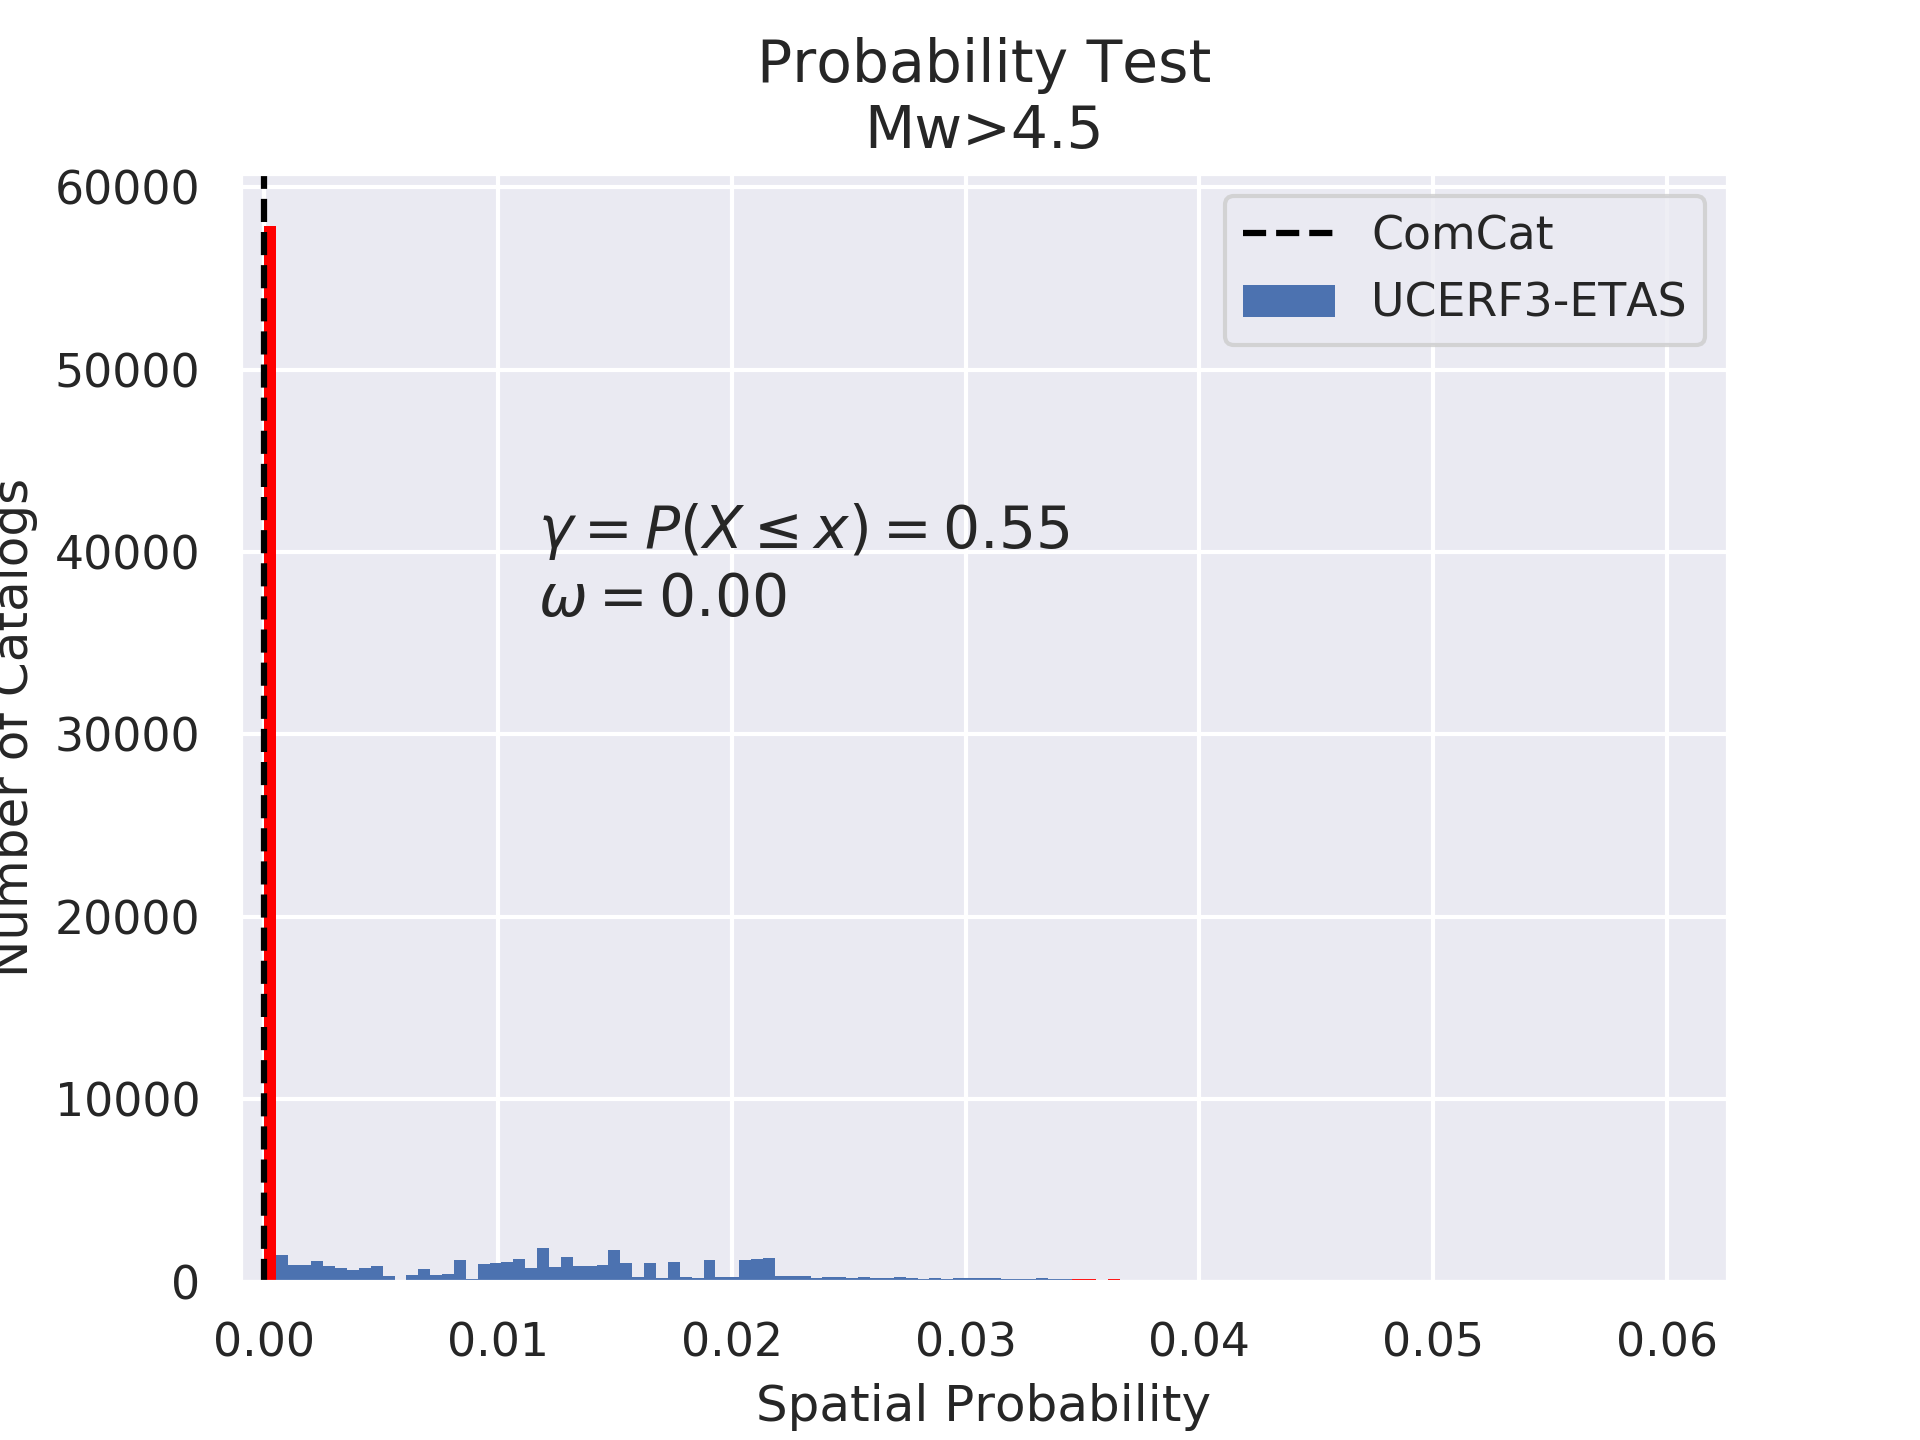 Probability Test
Mw>4.5
60000
50000
40000
30000
20000
10000
0
Number of Catalogs
ComCat
UCERF3-ETAS
γ = P(X ≤ x) = 0.55
ω = 0.00
0.00 0.01 0.02 0.03 0.04 0.05 0.06
Spatial Probability